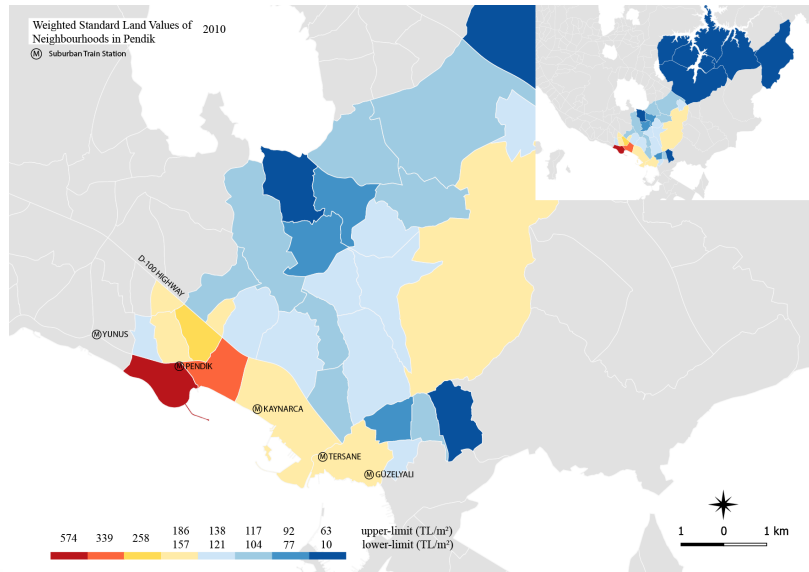 Weighted Standard Land Values of 2010
Neighbourhoods in Pendik
M Suburban Train Station
D-100 HIGHWAY
M YUNUS
M PENDIK
M KAYNARCA
M TERSANE
M GÜZELYALI
574 339 258 186 138 117 92 63 upper-limit (TL/m²)
157 121 104 77 10 lower-limit (TL/m²)
1 0 1 km